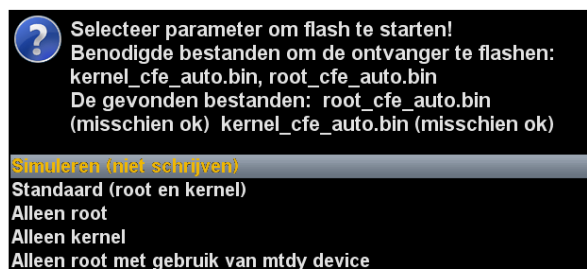 Selecteer parameter om flash te starten!
Benodigde bestanden om de ontvanger te flashen:
kernel_cfe_auto.bin, root_cfe_auto.bin
De gevonden bestanden:  root_cfe_auto.bin
(misschien ok)  kernel_cfe_auto.bin (misschien ok)
Simuleren (niet schrijven)
Standaard (root en kernel)
Alleen root
Alleen kernel
Alleen root met gebruik van mtdy device